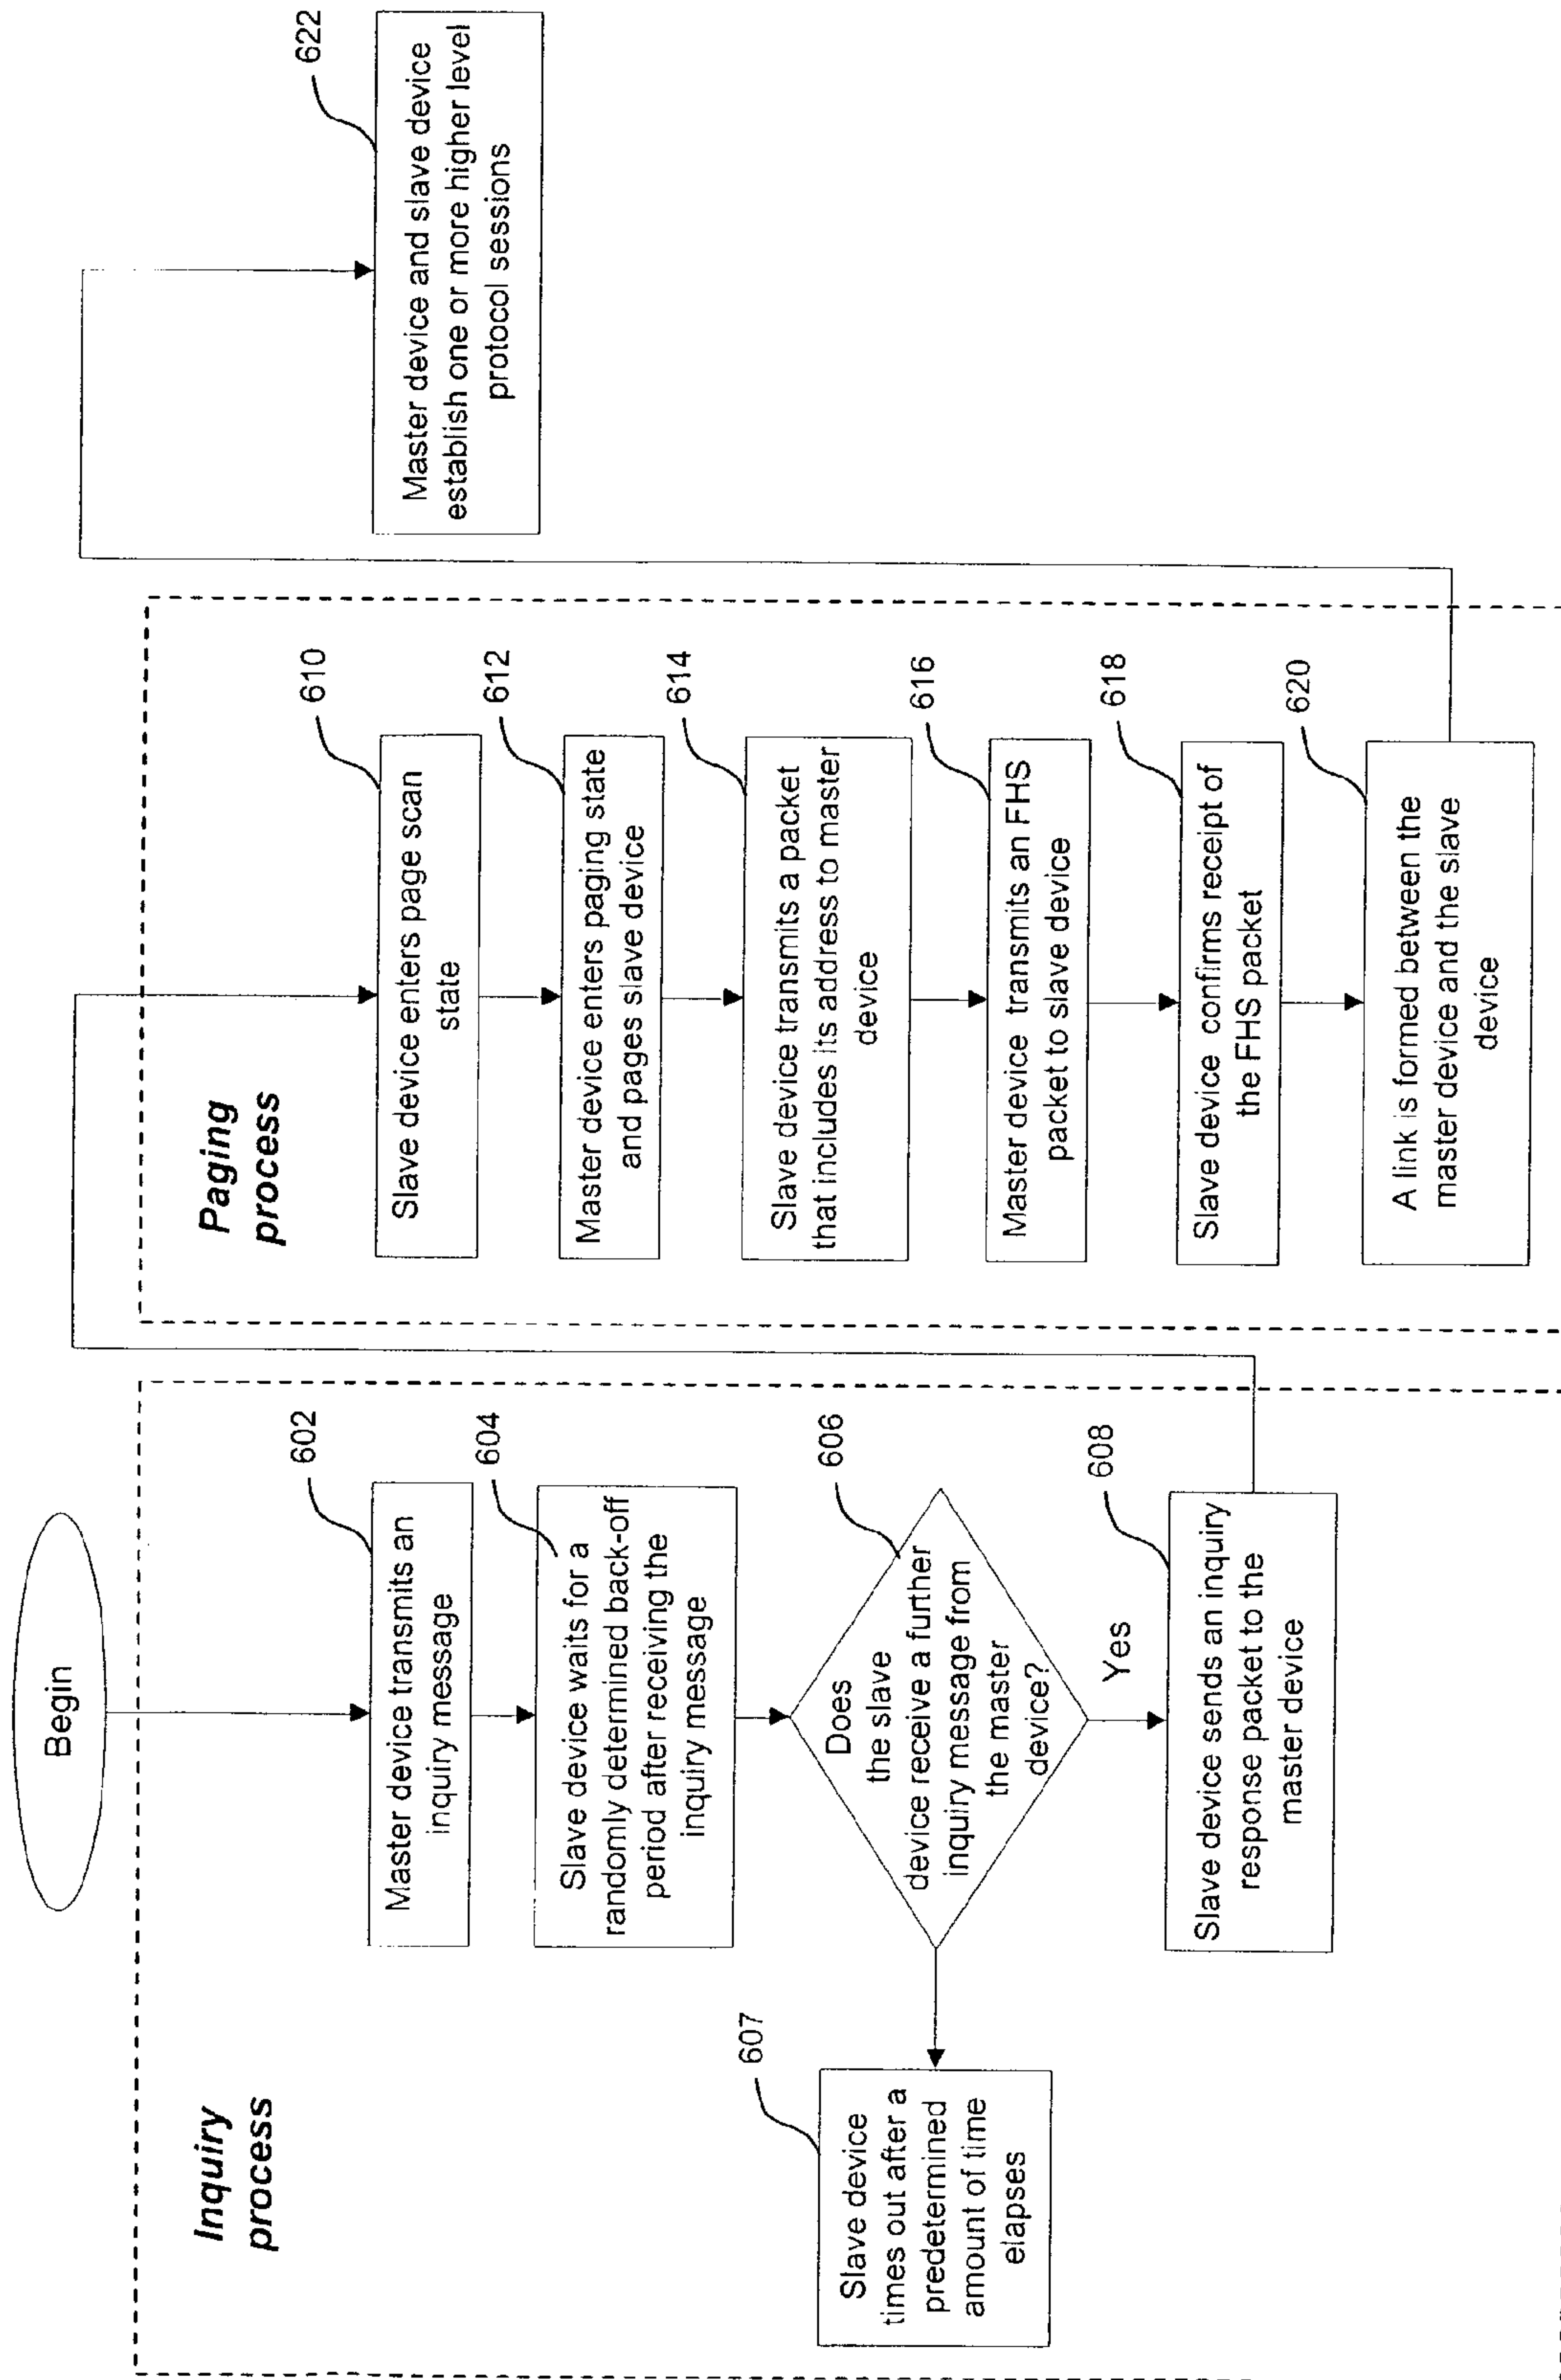 Begin
Inquiry
process
602
Master device transmits an
inquiry message
604
Slave device waits for a
randomly determined back-off
period after receiving the
inquiry message
606
Does
the slave
device receive a further
inquiry message from
the master
device?
607
Slave device
times out after a
predetermined
amount of time
elapses
Yes
608
Slave device sends an inquiry
response packet to the
master device
Paging
process
610
Slave device enters page scan
state
612
Master device enters paging state
and pages slave device
614
Slave device transmits a packet
that includes its address to master
device
616
Master device transmits an FHS
packet to slave device
618
Slave device confirms receipt of
the FHS packet
620
A link is formed between the
master device and the slave
device
622
Master device and slave device
establish one or more higher level
protocol sessions